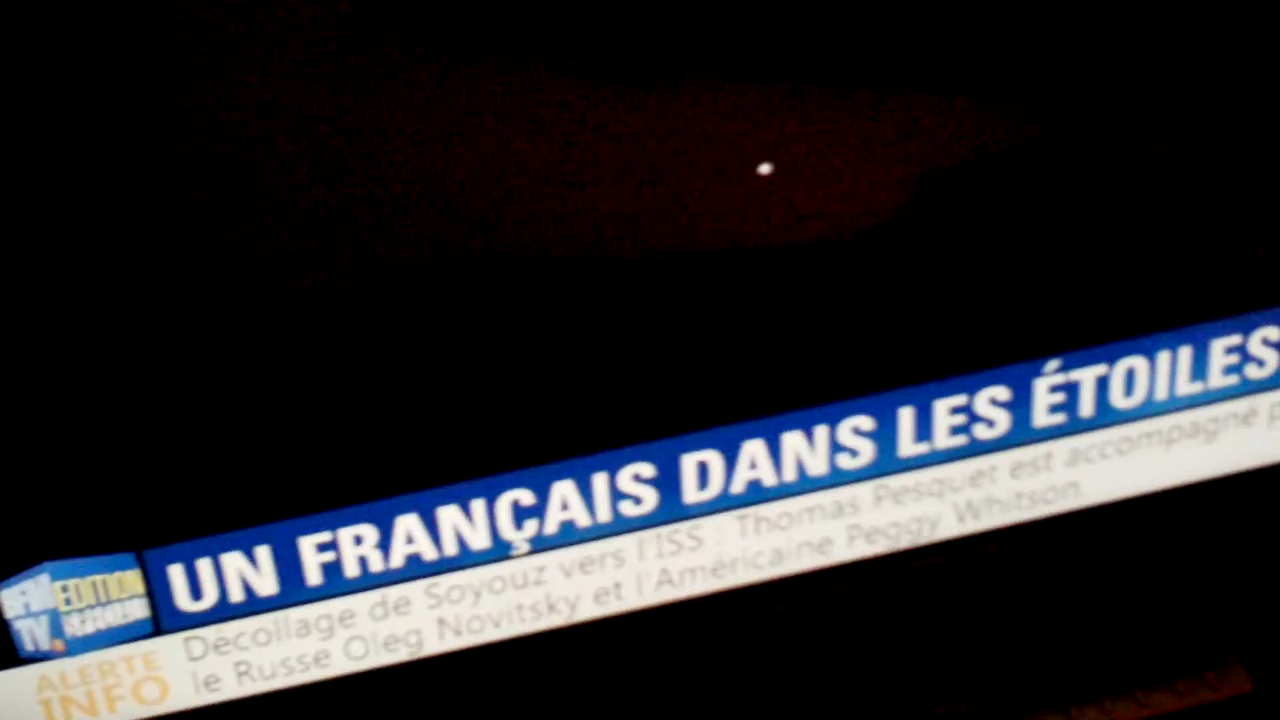 UN FRANÇAIS DANS LES ÉTOILES
Décollage de Soyouz vers l'ISS : Thomas Pesquet est accompagné p
le Russe Oleg Novitsky et l'Américaine Peggy Whitson
BFM
TV.
EDITION
ALERTE
INFO